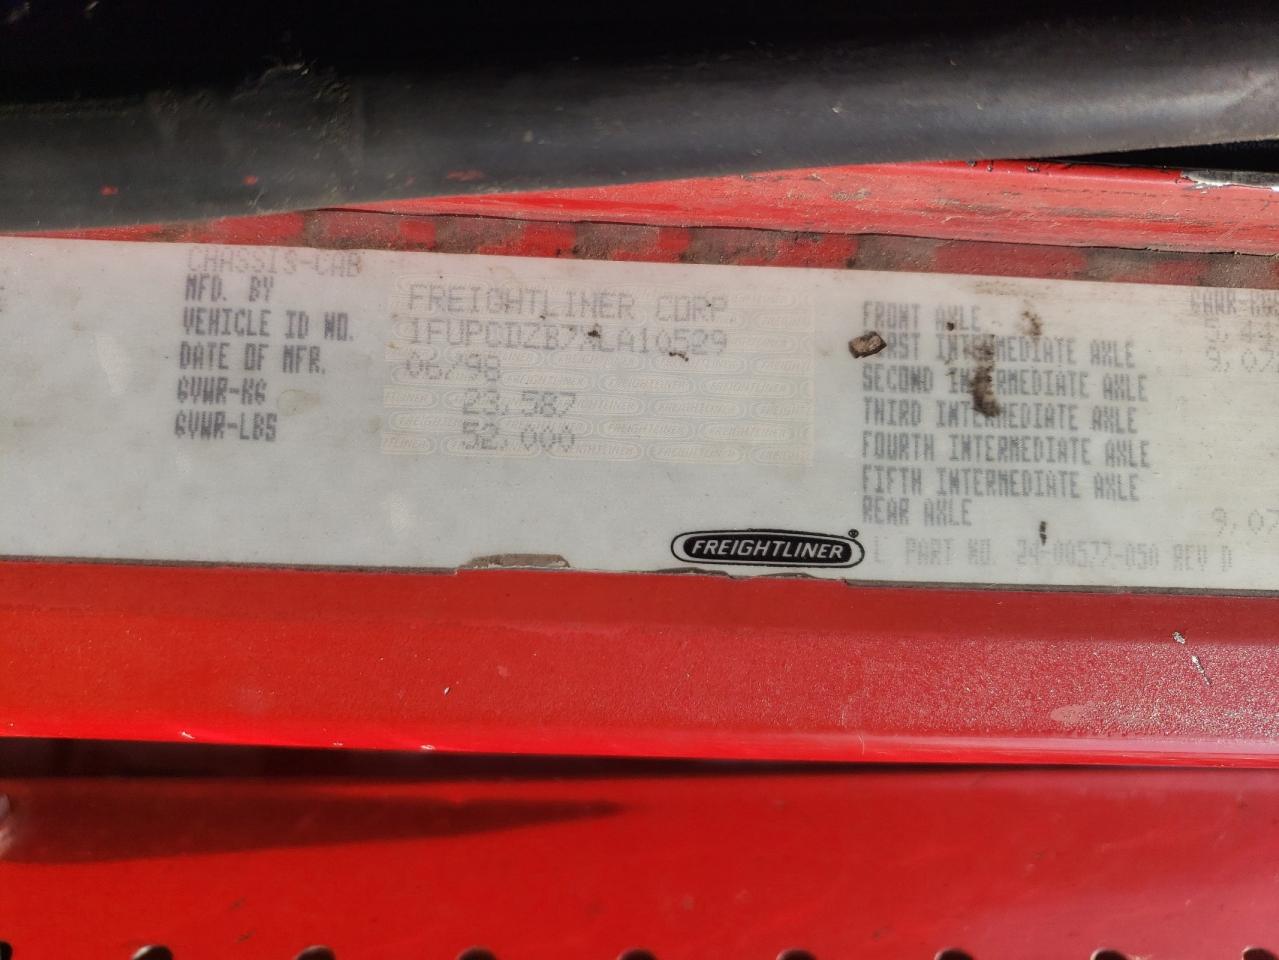 CHASSIS-CAB
MFD. BY FREIGHTLINER CORP.
VEHICLE ID NO.
DATE OF MFR. 06/98
GVWR-KG 23,587
GVWR-LBS 52,000
FRONT AXLE
FIRST INTERMEDIATE AXLE
SECOND INTERMEDIATE AXLE
THIRD INTERMEDIATE AXLE
FOURTH INTERMEDIATE AXLE
FIFTH INTERMEDIATE AXLE
REAR AXLE
FREIGHTLINER®
PART NO. 24-00577-050 REV D